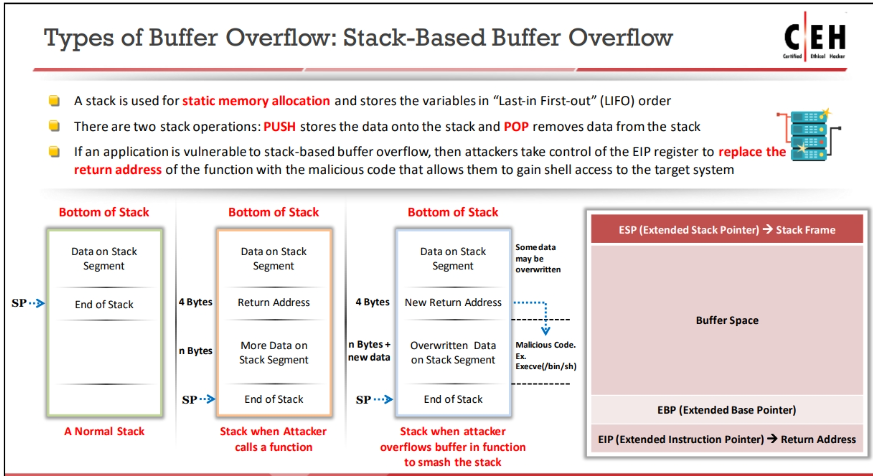 Types of Buffer Overflow: Stack-Based Buffer Overflow
C|EH
Certified Ethical Hacker
A stack is used for static memory allocation and stores the variables in “Last-in First-out” (LIFO) order
There are two stack operations: PUSH stores the data onto the stack and POP removes data from the stack
If an application is vulnerable to stack-based buffer overflow, then attackers take control of the EIP register to replace the
return address of the function with the malicious code that allows them to gain shell access to the target system
Bottom of Stack
Data on Stack
Segment
SP
End of Stack
A Normal Stack
Bottom of Stack
Data on Stack
Segment
4 Bytes
Return Address
n Bytes
More Data on
Stack Segment
SP
End of Stack
Stack when Attacker
calls a function
Bottom of Stack
Data on Stack
Segment
Some data
may be
overwritten
4 Bytes
New Return Address
n Bytes +
new data
Overwritten Data
on Stack Segment
Malicious Code.
Ex.
Execve(/bin/sh)
SP
End of Stack
Stack when attacker
overflows buffer in function
to smash the stack
ESP (Extended Stack Pointer) → Stack Frame
Buffer Space
EBP (Extended Base Pointer)
EIP (Extended Instruction Pointer) → Return Address